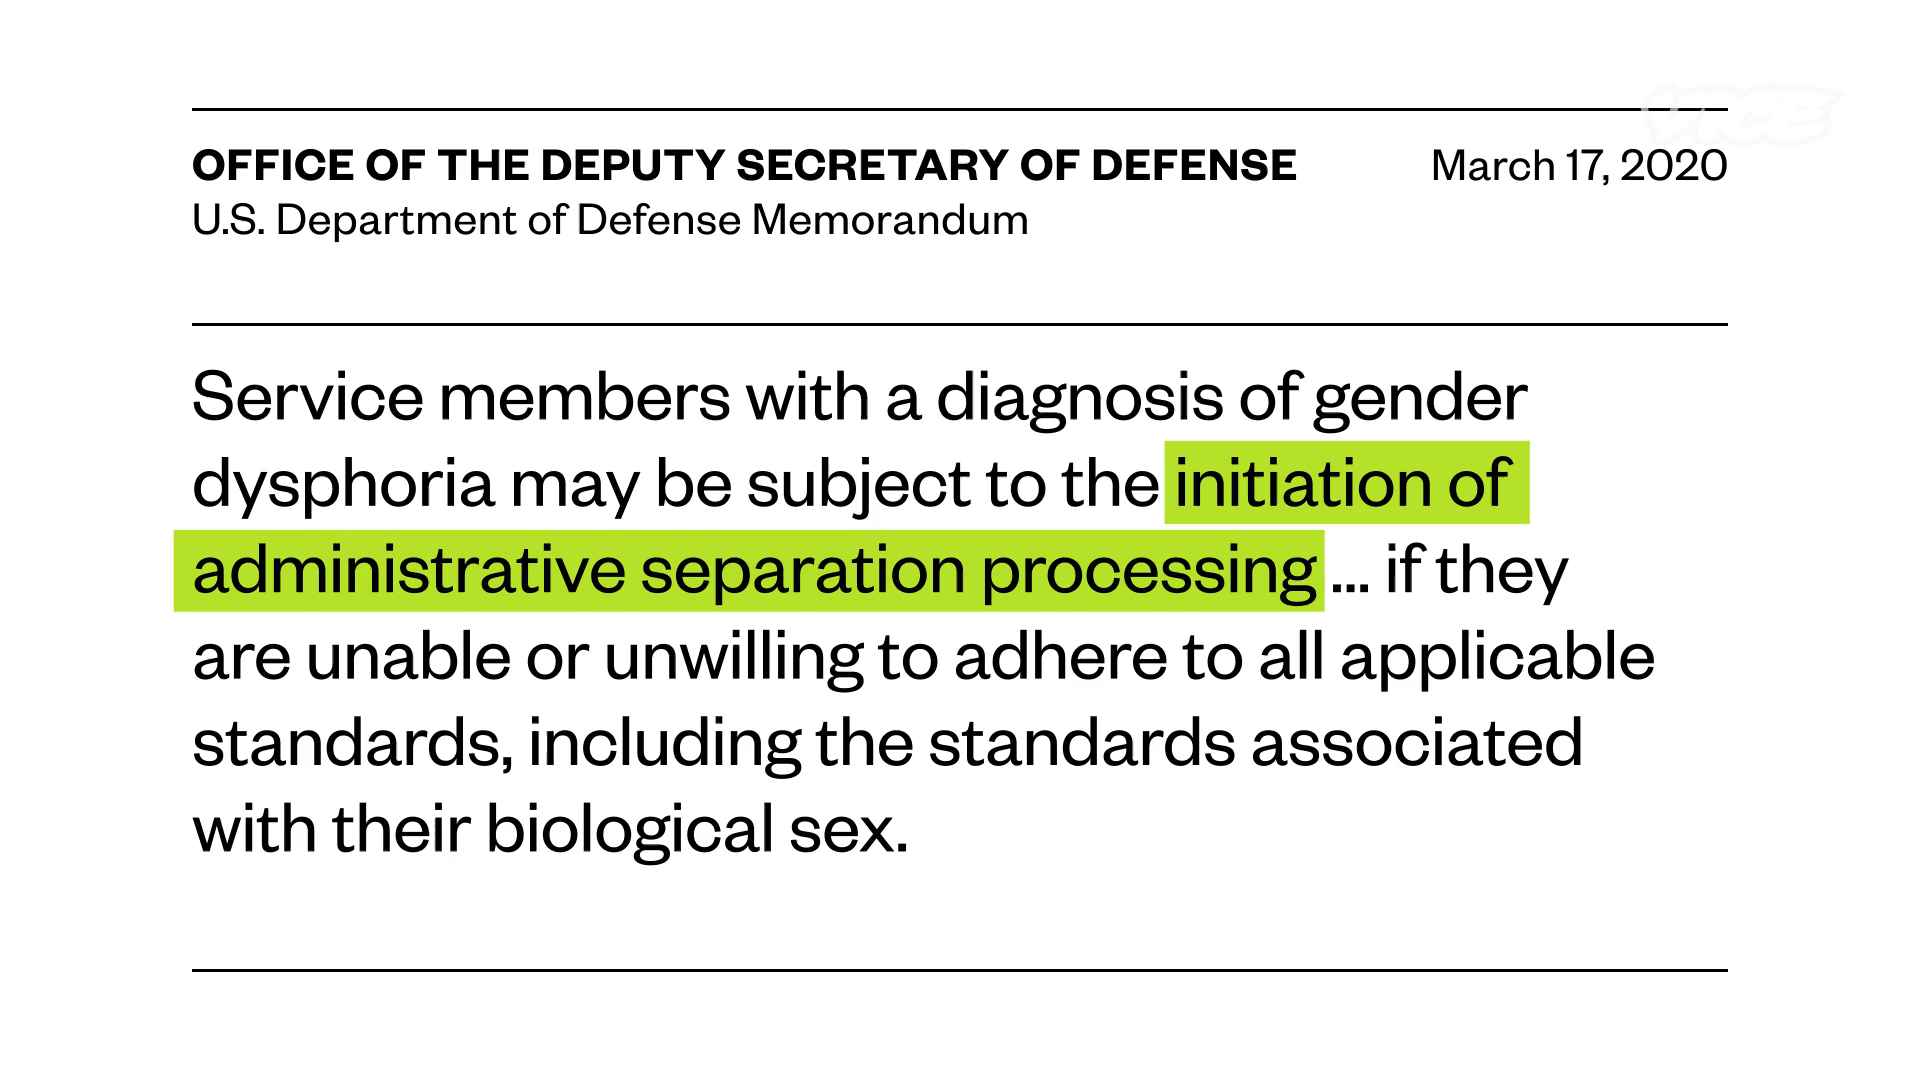 VICE
OFFICE OF THE DEPUTY SECRETARY OF DEFENSE March 17, 2020
U.S. Department of Defense Memorandum
Service members with a diagnosis of gender
dysphoria may be subject to the initiation of
administrative separation processing ... if they
are unable or unwilling to adhere to all applicable
standards, including the standards associated
with their biological sex.